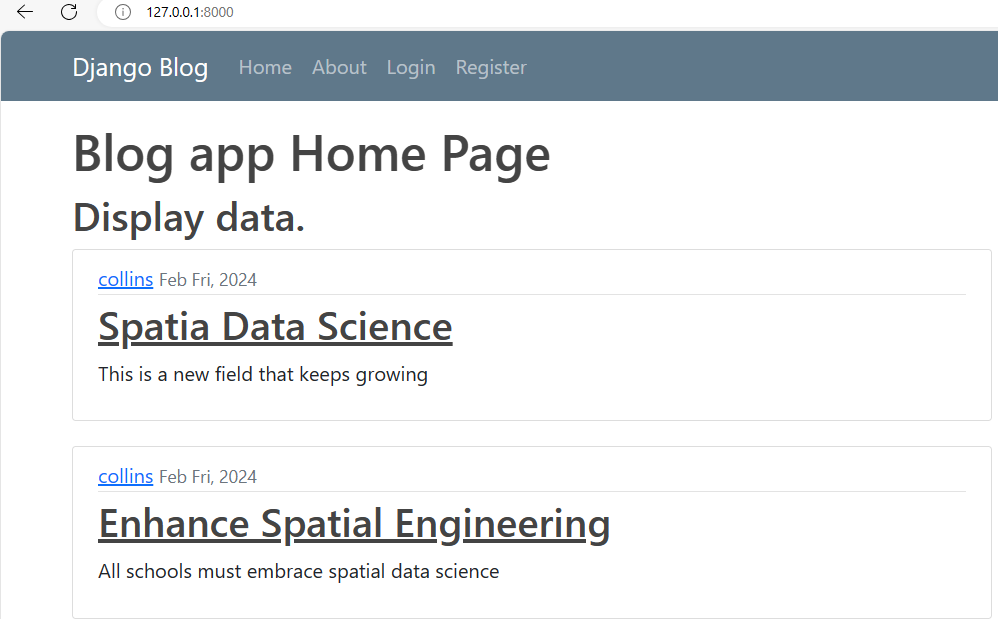 127.0.0.1:8000
Django Blog Home About Login Register
Blog app Home Page
Display data.
collins Feb Fri, 2024
Spatia Data Science
This is a new field that keeps growing
collins Feb Fri, 2024
Enhance Spatial Engineering
All schools must embrace spatial data science